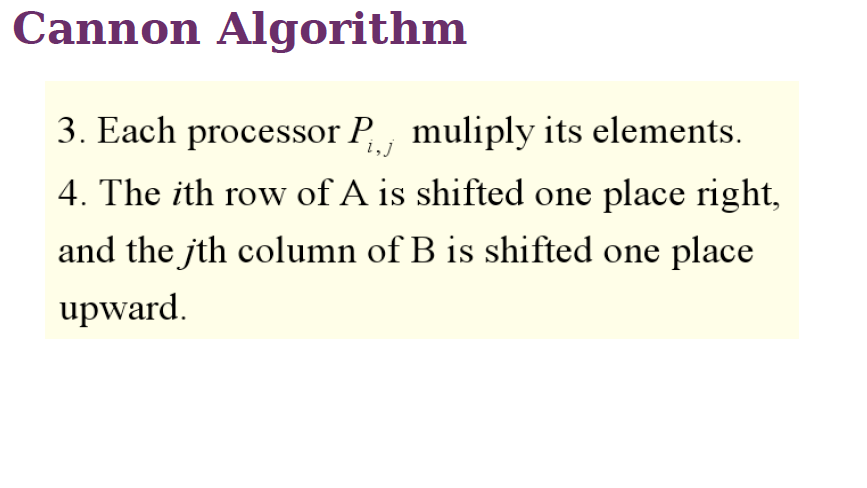 Cannon Algorithm
3. Each processor P i,j muliply its elements.
4. The ith row of A is shifted one place right,
and the jth column of B is shifted one place
upward.